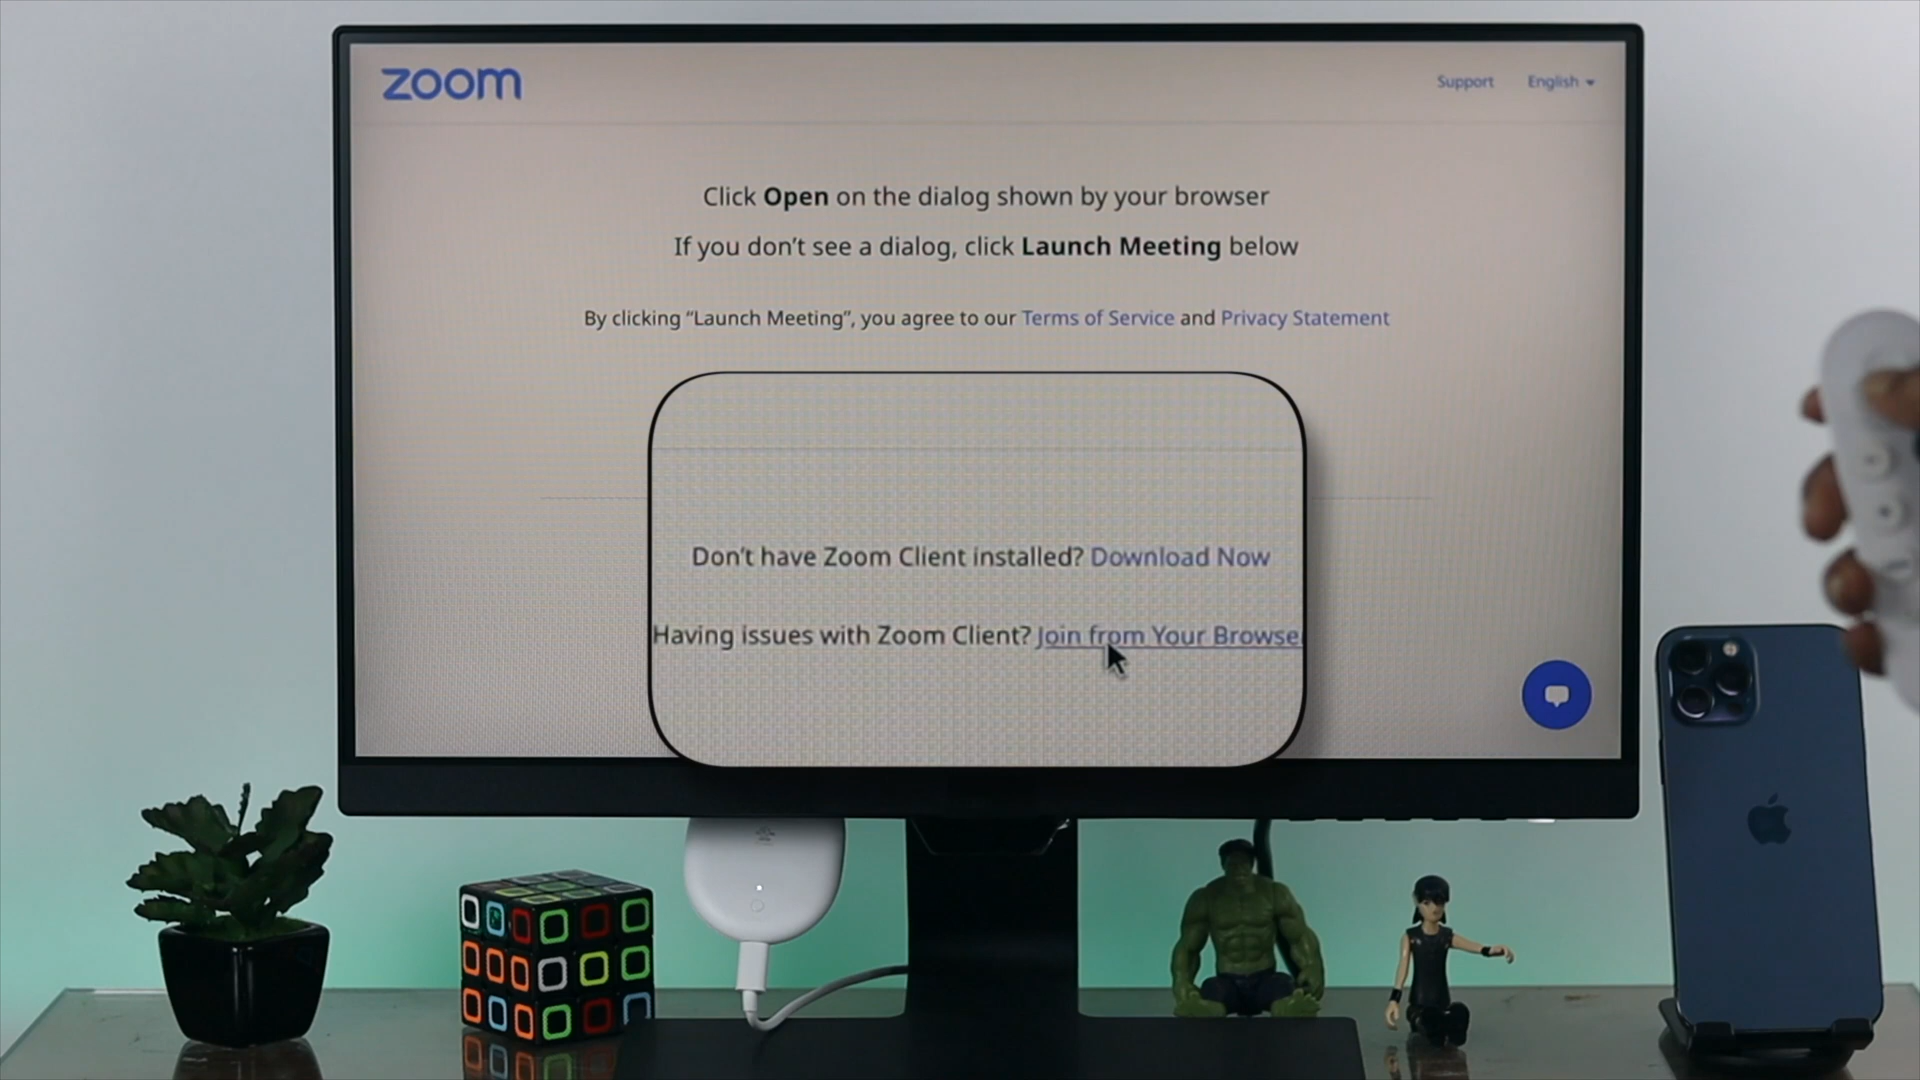 zoom
Support English
Click Open on the dialog shown by your browser
If you don't see a dialog, click Launch Meeting below
By clicking “Launch Meeting”, you agree to our Terms of Service and Privacy Statement
Don't have Zoom Client installed? Download Now
Having issues with Zoom Client? Join from Your Browse